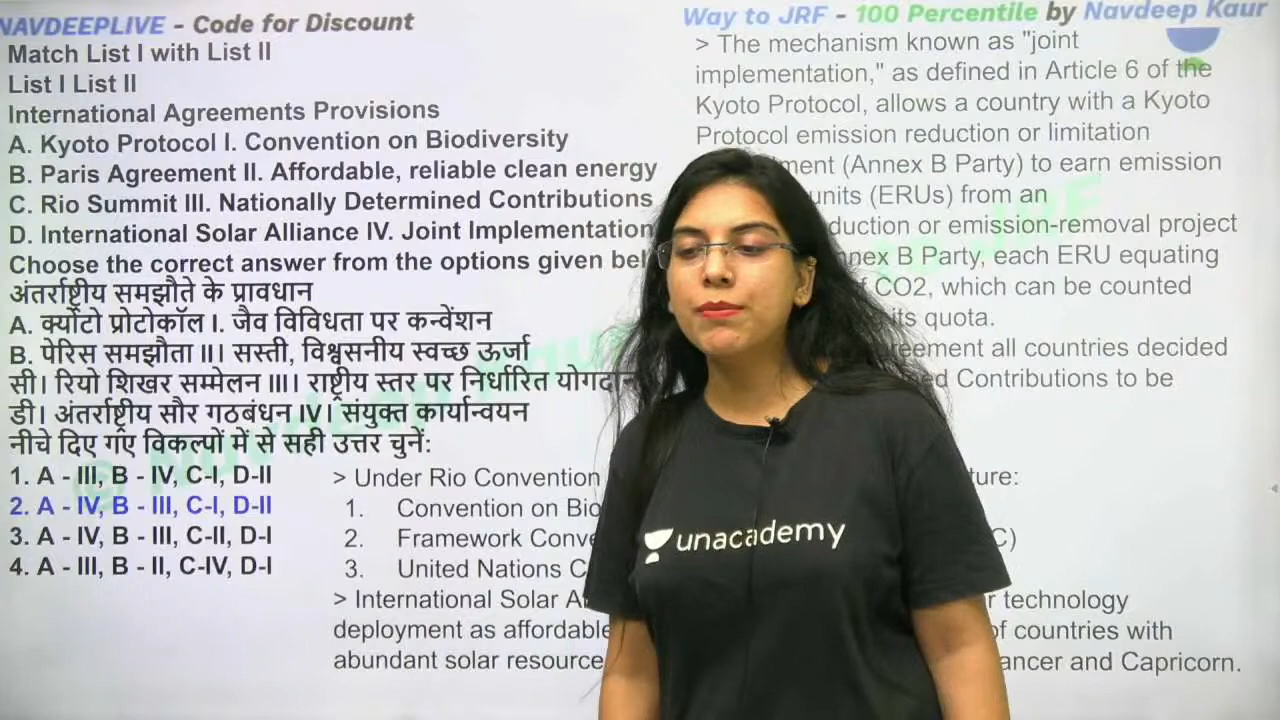 NAVDEEPLIVE - Code for Discount
Match List I with List II
List I List II
International Agreements Provisions
A. Kyoto Protocol I. Convention on Biodiversity
B. Paris Agreement II. Affordable, reliable clean energy
C. Rio Summit III. Nationally Determined Contributions
D. International Solar Alliance IV. Joint Implementation
Choose the correct answer from the options given
अंतर्राष्ट्रीय समझौते के प्रावधान
A. क्योटो प्रोटोकॉल I. जैव विविधता पर कन्वेंशन
B. पेरिस समझौता II। सस्ती, विश्वसनीय स्वच्छ ऊर्जा
सी। रियो शिखर सम्मेलन III। राष्ट्रीय स्तर पर निर्धारित योगदान
डी। अंतर्राष्ट्रीय सौर गठबंधन IV। संयुक्त कार्यान्वयन
नीचे दिए गए विकल्पों में से सही उत्तर चुनें:
1. A - III, B - IV, C-I, D-II
2. A - IV, B - III, C-I, D-II
3. A - IV, B - III, C-II, D-I
4. A - III, B - II, C-IV, D-I
Way to JRF - 100 Percentile by Navdeep Kaur
> The mechanism known as "joint
implementation," as defined in Article 6 of the
Kyoto Protocol, allows a country with a Kyoto
Protocol emission reduction or limitation
(Annex B Party) to earn emission
units (ERUs) from an
or emission-removal project
B Party, each ERU equating
of CO2, which can be counted
its quota.
all countries decided
Contributions to be
> Under Rio Convention
1. Convention on
2. Framework
3. United Nations
> International Solar technology
deployment as affordable of countries with
abundant solar and Capricorn.
unacademy